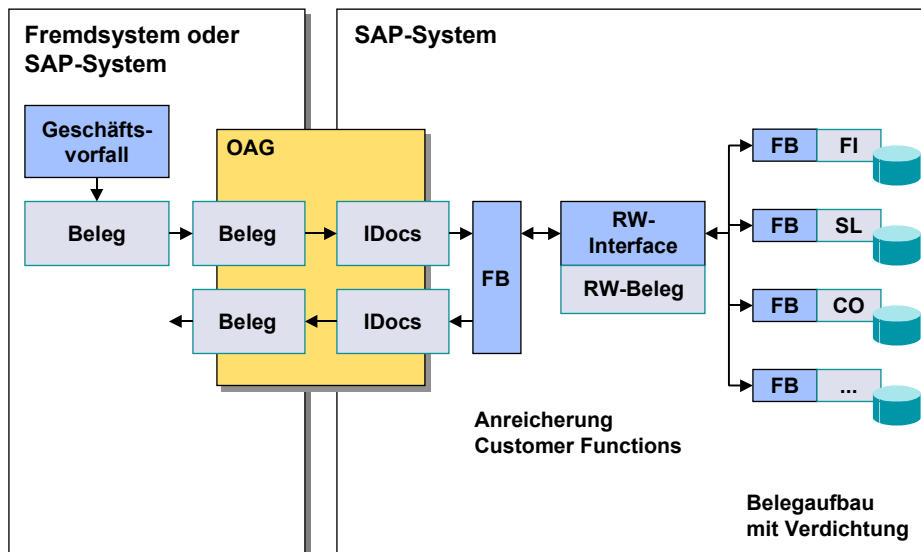 Fremdsystem oder
SAP-System
SAP-System
Geschäfts-
vorfall
OAG
Beleg
Beleg
IDocs
Beleg
IDocs
FB
RW-
Interface
RW-Beleg
FB
FI
FB
SL
FB
CO
FB
...
Anreicherung
Customer Functions
Belegaufbau
mit Verdichtung